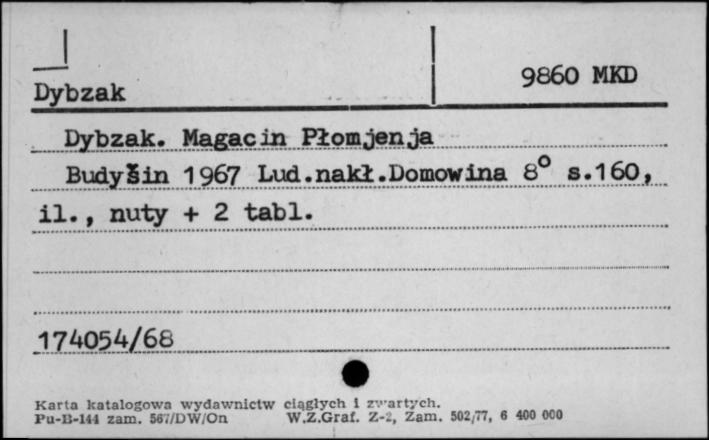 9860 MKD
Dybzak
Dybzak. Magacin Płomjenja
Budyšin 1967 Lud.nakł.Domowina 8° s.160,
il., nuty + 2 tabl.
174054/68
Karta katalogowa wydawnictw ciągłych i zwartych.
Pu-B-144 zam. 567/DW/On W.Z.Graf. Z-2, Zam. 502/77, 6 400 000